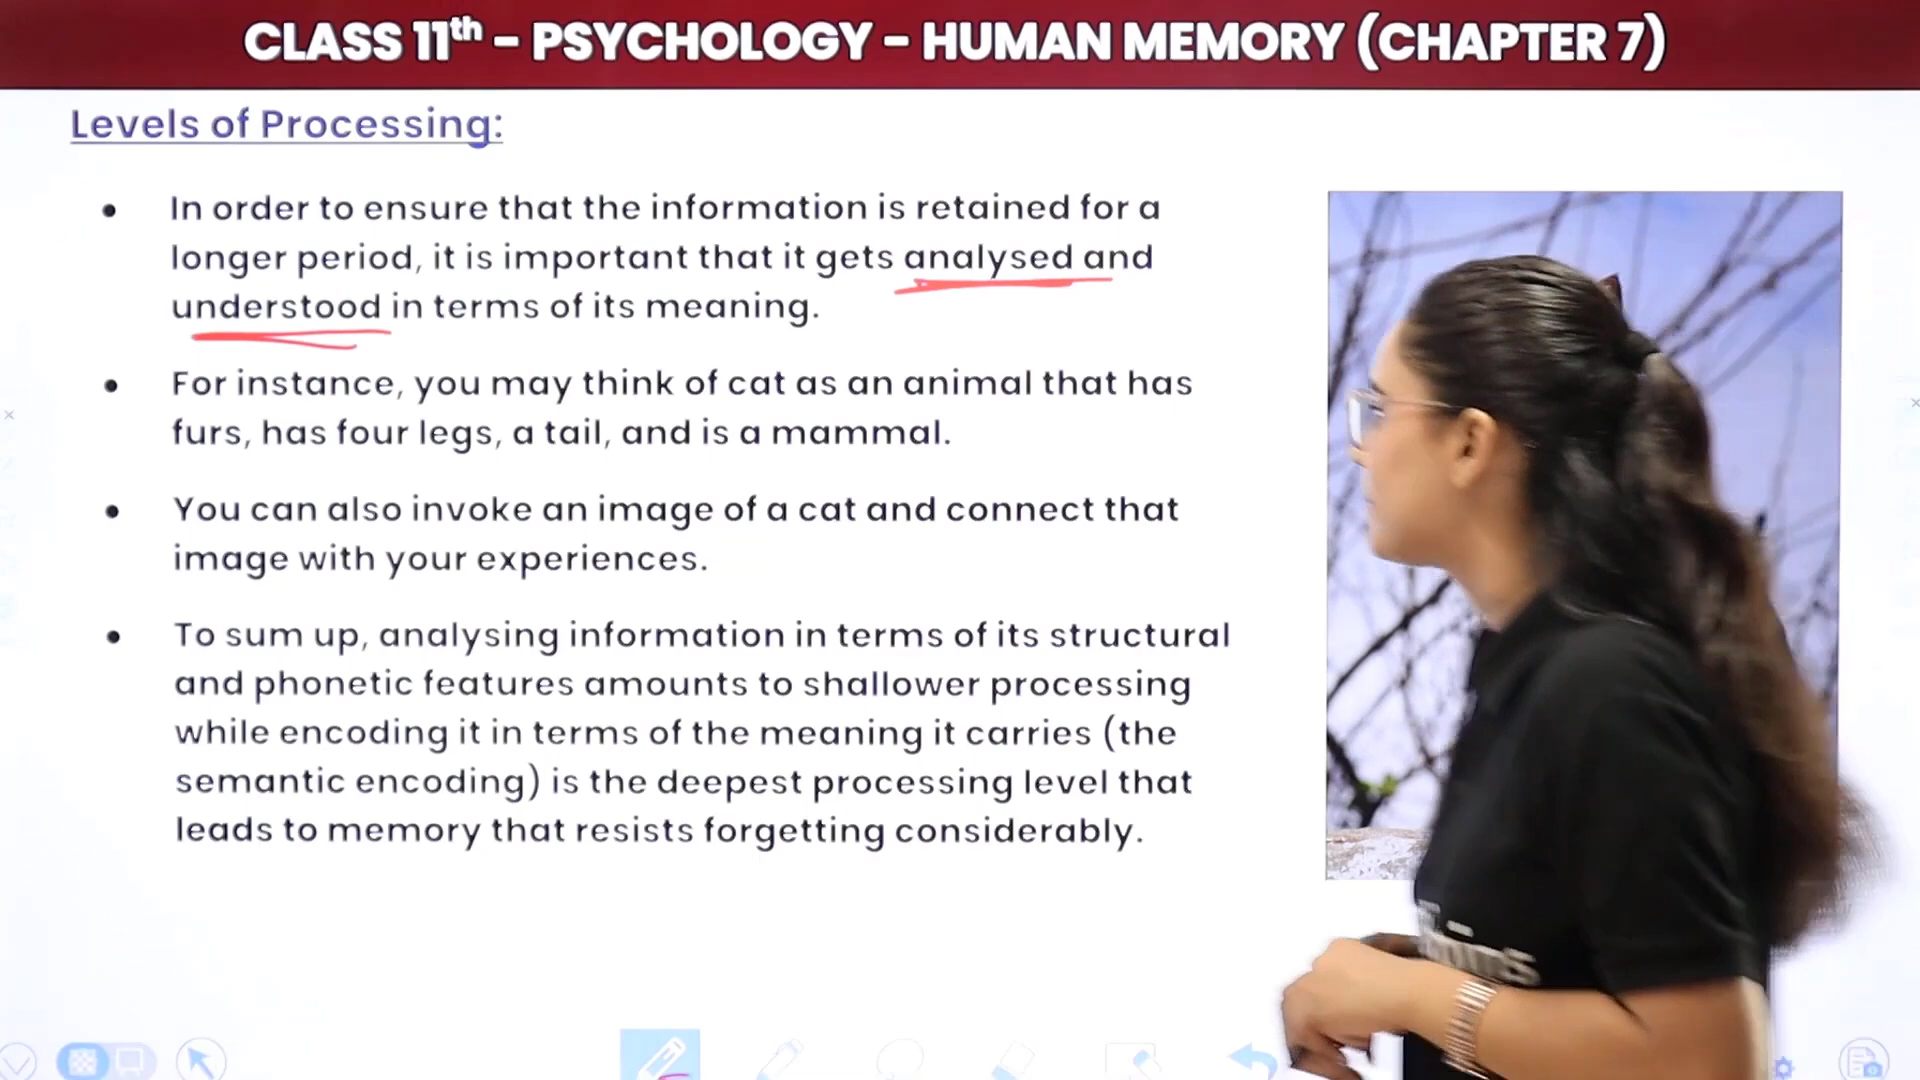 CLASS 11th - PSYCHOLOGY - HUMAN MEMORY (CHAPTER 7)
Levels of Processing:
• In order to ensure that the information is retained for a
longer period, it is important that it gets analysed and
understood in terms of its meaning.
• For instance, you may think of cat as an animal that has
furs, has four legs, a tail, and is a mammal.
• You can also invoke an image of a cat and connect that
image with your experiences.
• To sum up, analysing information in terms of its structural
and phonetic features amounts to shallower processing
while encoding it in terms of the meaning it carries (the
semantic encoding) is the deepest processing level that
leads to memory that resists forgetting considerably.